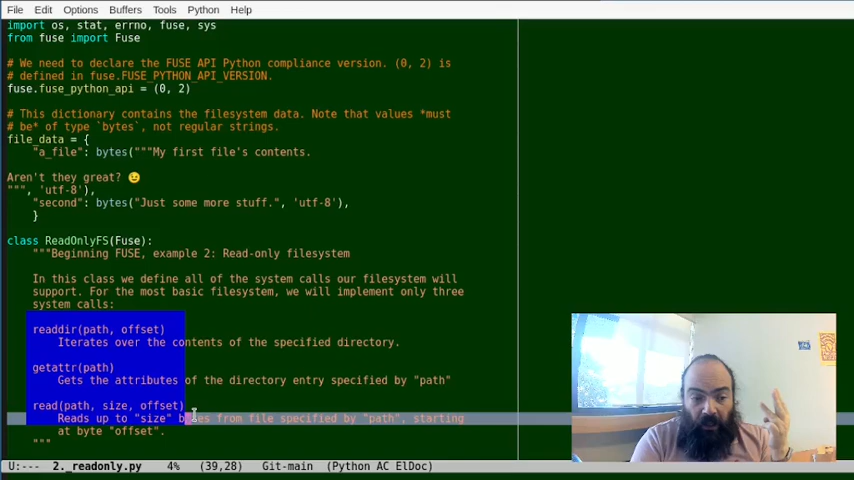 File Edit Options Buffers Tools Python Help
import os, stat, errno, fuse, sys
from fuse import Fuse
# We need to declare the FUSE API Python compliance version. (0, 2) is
# defined in fuse.FUSE_PYTHON_API_VERSION.
fuse.fuse_python_api = (0, 2)
# This dictionary contains the filesystem data. Note that values *must
# be* of type `bytes`, not regular strings.
file_data = {
"a_file": bytes("""My first file's contents.
Aren't they great? 😉
""", 'utf-8'),
"second": bytes("Just some more stuff.", 'utf-8'),
}
class ReadOnlyFS(Fuse):
"""Beginning FUSE, example 2: Read-only filesystem
In this class we define all of the system calls our filesystem will
support. For the most basic filesystem, we will implement only three
system calls:
readdir(path, offset)
Iterates over the contents of the specified directory.
getattr(path)
Gets the attributes of the directory entry specified by "path"
read(path, size, offset)
Reads up to "size" bytes from file specified by "path", starting
at byte "offset".
"""
U:--- 2._readonly.py 4% (39,28) Git-main (Python AC ElDoc)